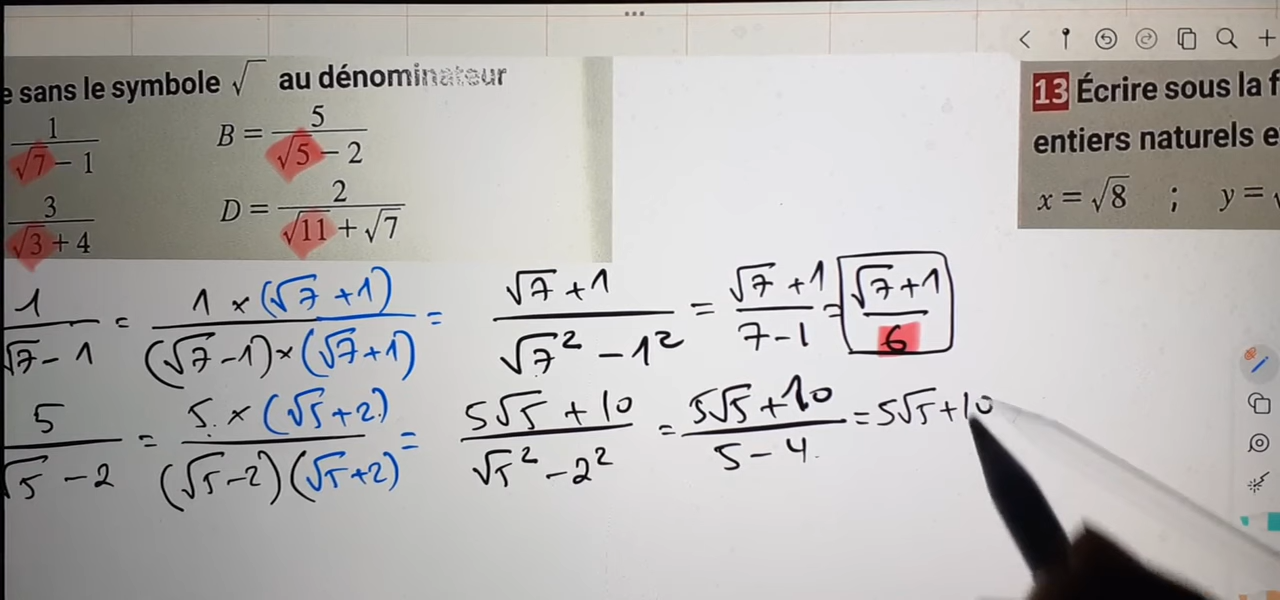 e sans le symbole √ au dénominateur
1/(√7 − 1)
B = 5/(√5 − 2)
3/(√3 + 4)
D = 2/(√11 + √7)
13 Écrire sous la f
entiers naturels e
x = √8 ; y = √
1/(√7 − 1) = (1 × (√7 + 1))/((√7 − 1) × (√7 + 1)) = (√7 + 1)/(√7² − 1²) = (√7 + 1)/(7 − 1) = (√7 + 1)/6
5/(√5 − 2) = (5 × (√5 + 2))/((√5 − 2)(√5 + 2)) = (5√5 + 10)/(√5² − 2²) = (5√5 + 10)/(5 − 4) = 5√5 + 10